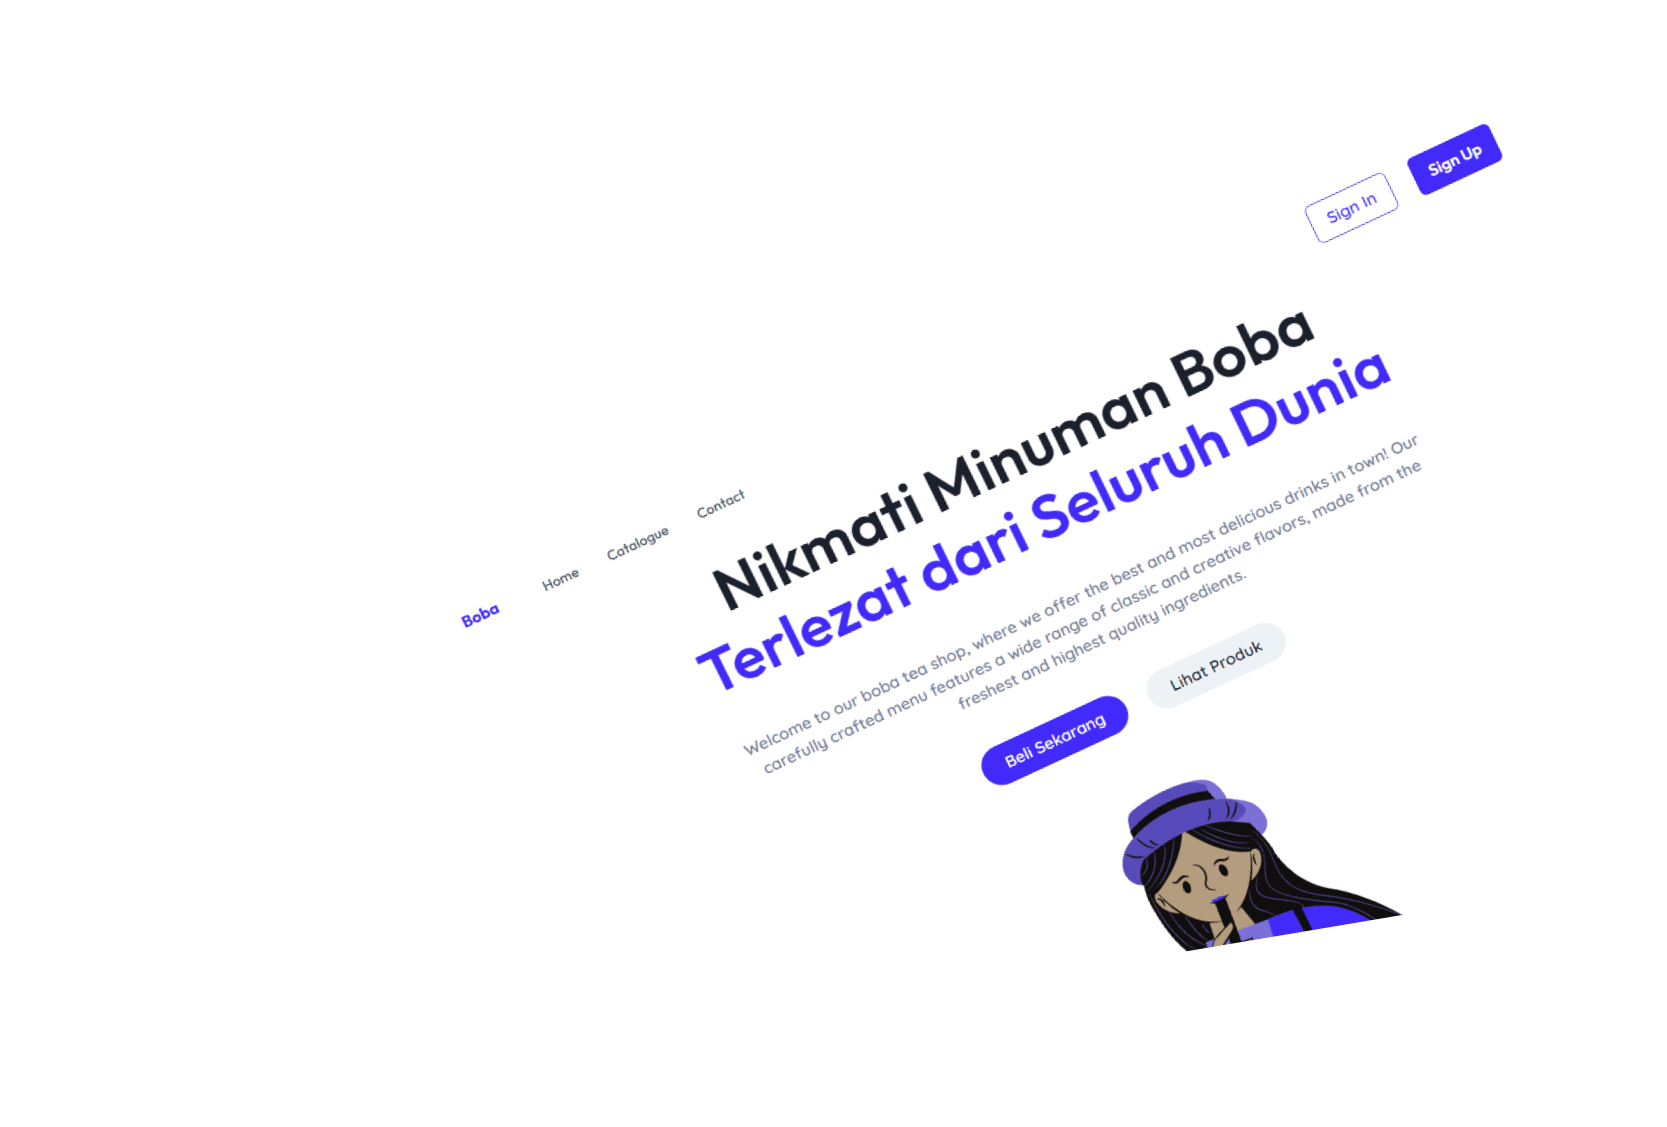 Boba
Home
Catalogue
Contact
Sign In
Sign Up
Nikmati Minuman Boba
Terlezat dari Seluruh Dunia
Welcome to our boba tea shop, where we offer the best and most delicious drinks in town! Our
carefully crafted menu features a wide range of classic and creative flavors, made from the
freshest and highest quality ingredients.
Beli Sekarang
Lihat Produk